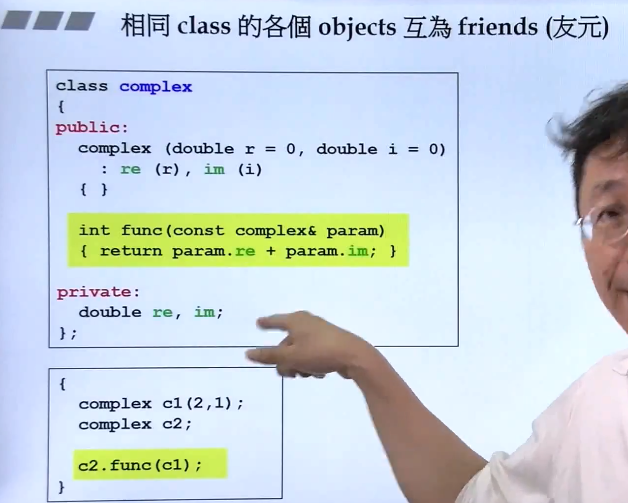 相同 class 的各個 objects 互為 friends (友元)
class complex
{
public:
complex (double r = 0, double i = 0)
: re (r), im (i)
{ }
int func(const complex& param)
{ return param.re + param.im; }
private:
double re, im;
};
{
complex c1(2,1);
complex c2;
c2.func(c1);
}